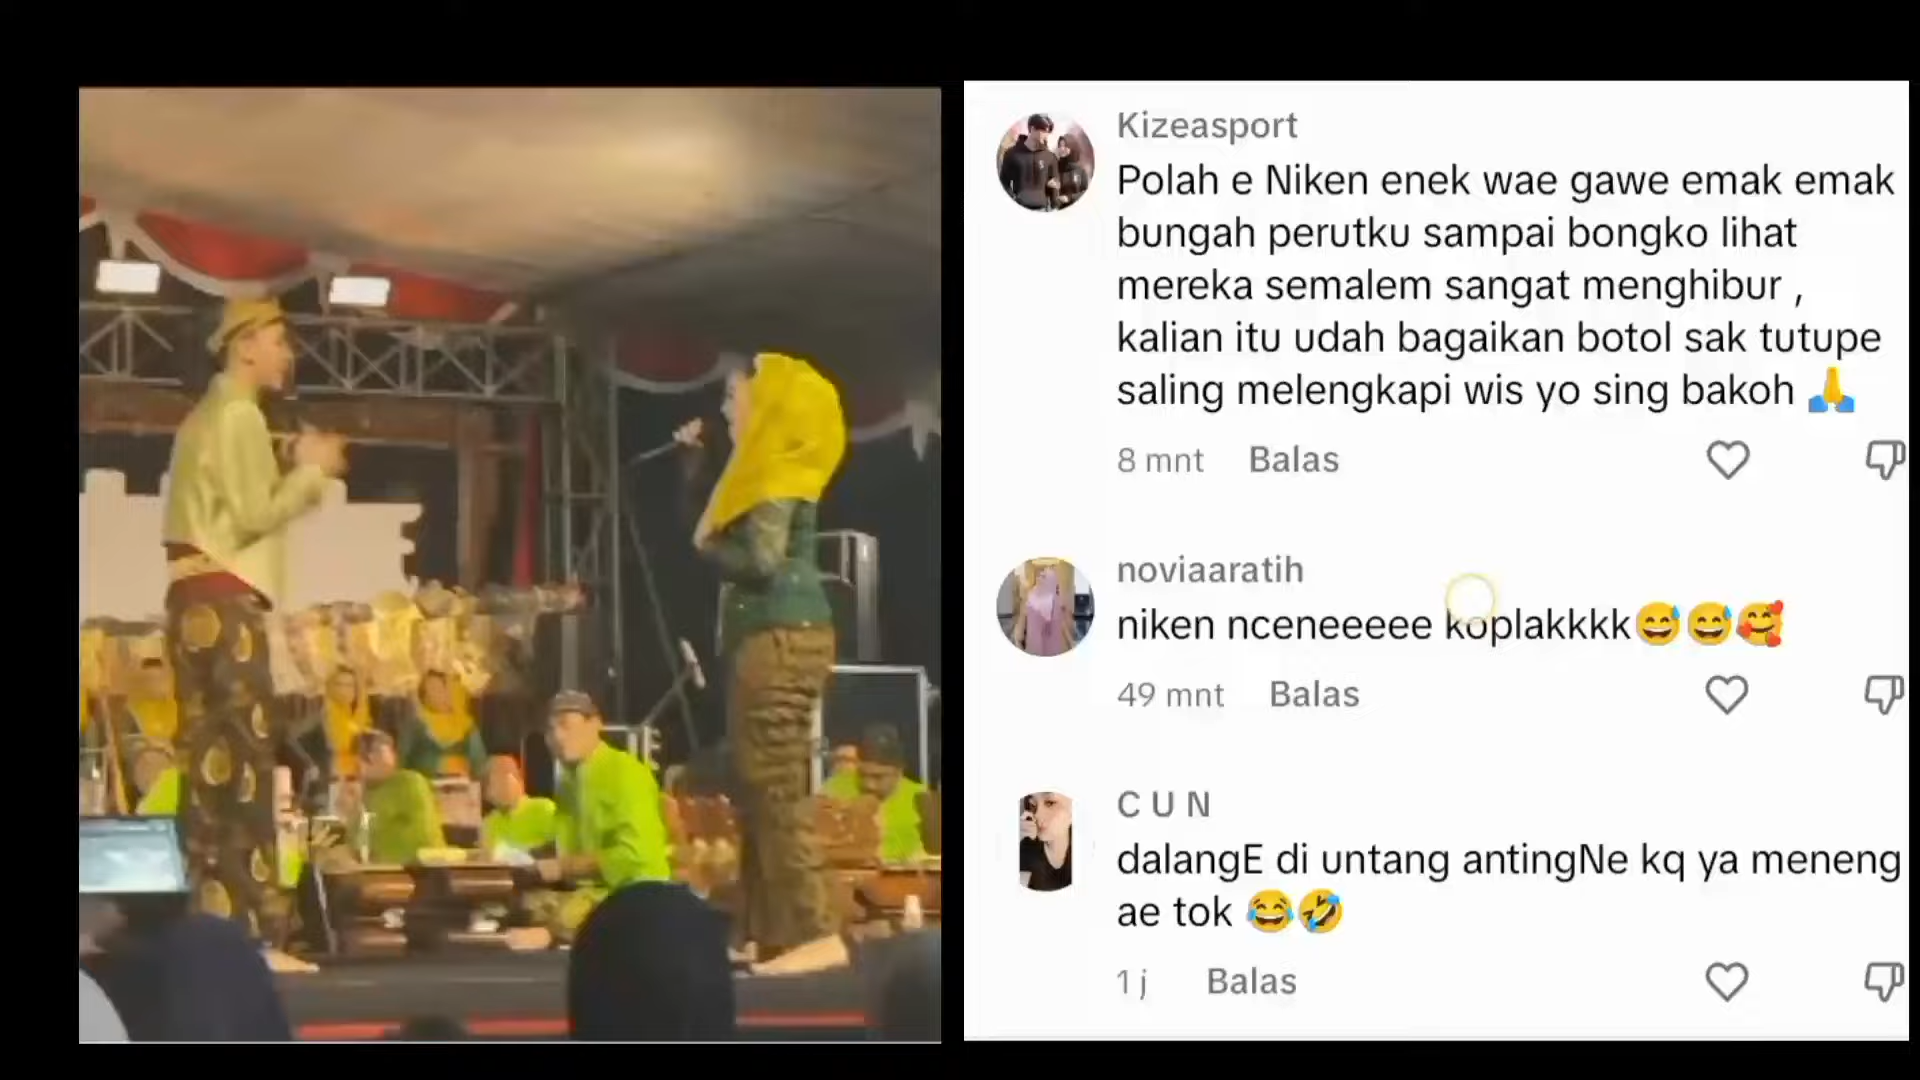 Kizeasport
Polah e Niken enek wae gawe emak emak
bungah perutku sampai bongko lihat
mereka semalem sangat menghibur ,
kalian itu udah bagaikan botol sak tutupe
saling melengkapi wis yo sing bakoh 🙏
8 mnt Balas
noviaaratih
niken nceneeeee koplakkkk😅😅🥰
49 mnt Balas
C U N
dalangE di untang antingNe kq ya meneng
ae tok 😂🤣
1 j Balas